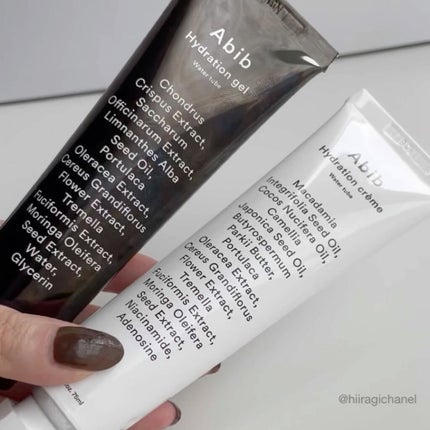 Abib
Hydration gel
Water tube
Chondrus
Crispus Extract,
Saccharum
Officinarum Extract,
Limnanthes Alba
Seed Oil,
Portulaca
Oleracea Extract,
Cereus Grandiflorus
Flower Extract,
Tremella
Fuciformis Extract,
Moringa Oleifera
Seed Extract,
Water,
Glycerin
Abib
Hydration crème
Water tube
Macadamia
Integrifolia Seed Oil,
Cocos Nucifera Oil,
Camellia
Japonica Seed Oil,
Butyrospermum
Parkii Butter,
Portulaca
Oleracea Extract,
Cereus Grandiflorus
Flower Extract,
Tremella
Fuciformis Extract,
Moringa Oleifera
Seed Extract,
Niacinamide,
Adenosine
75ml
@hiiragichanel